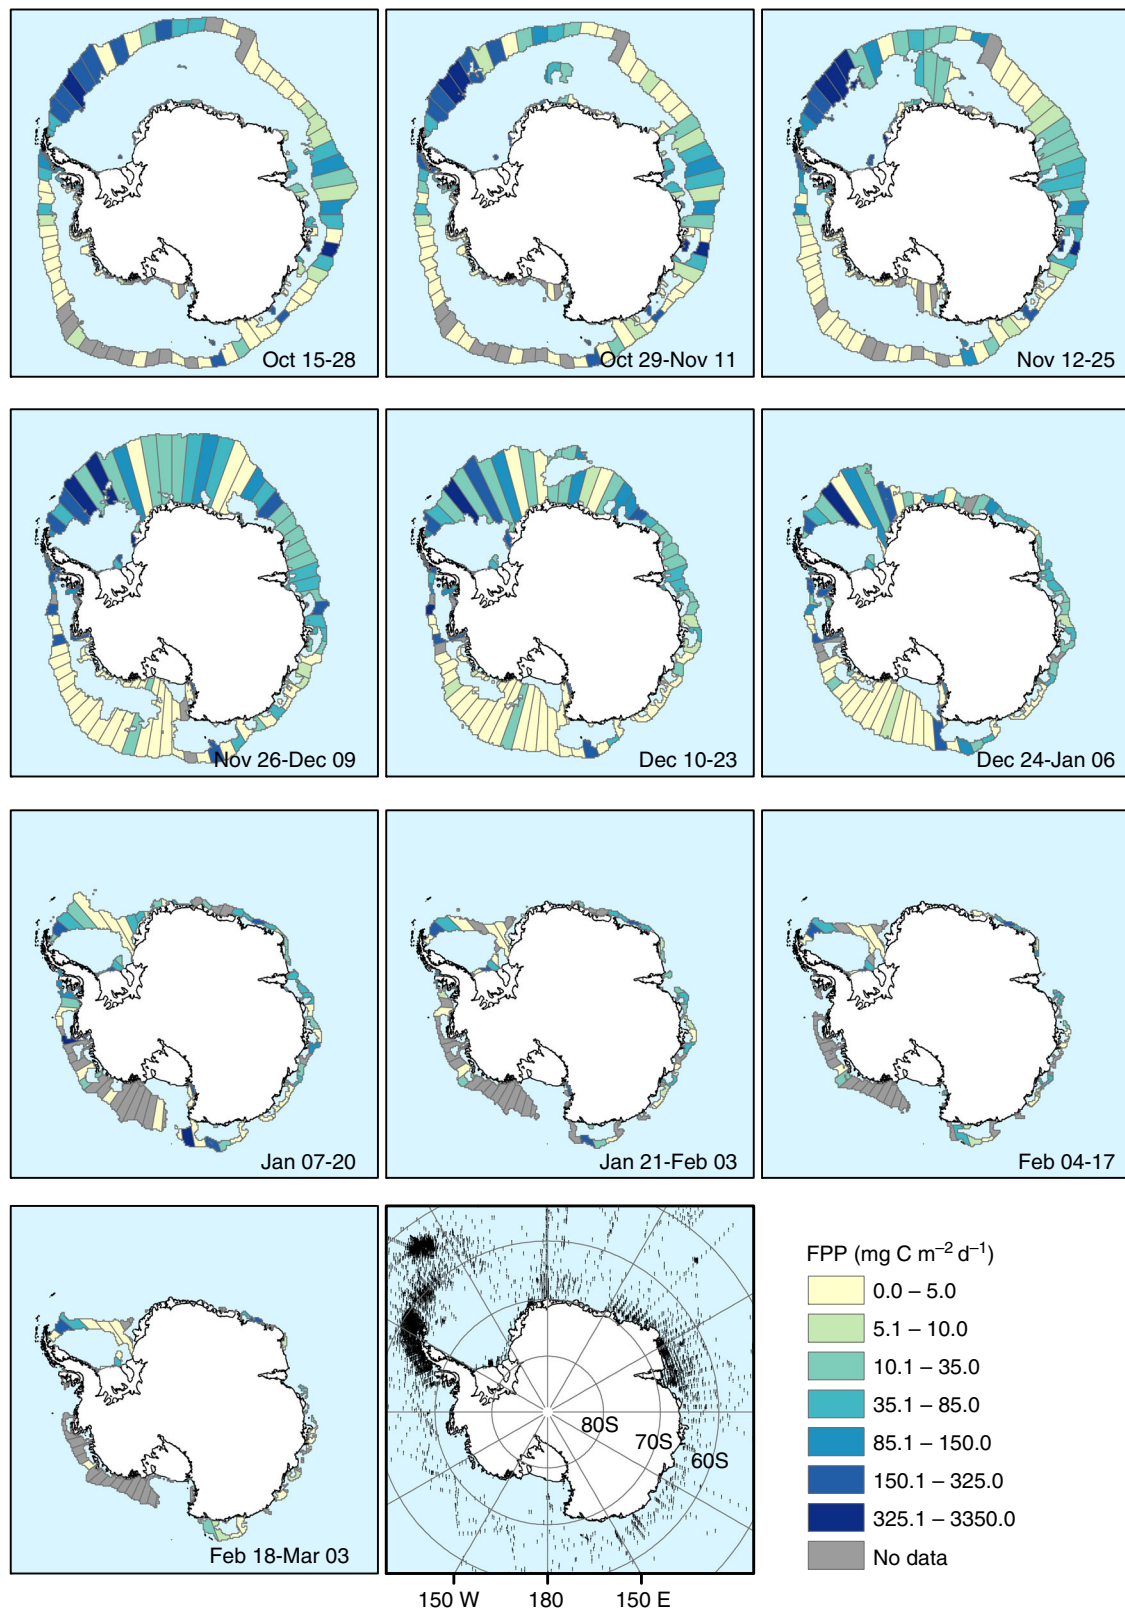 Oct 15-28
Oct 29-Nov 11
Nov 12-25
Nov 26-Dec 09
Dec 10-23
Dec 24-Jan 06
Jan 07-20
Jan 21-Feb 03
Feb 04-17
Feb 18-Mar 03
80S
70S
60S
150 W
180
150 E
FPP (mg C m⁻² d⁻¹)
0.0 – 5.0
5.1 – 10.0
10.1 – 35.0
35.1 – 85.0
85.1 – 150.0
150.1 – 325.0
325.1 – 3350.0
No data